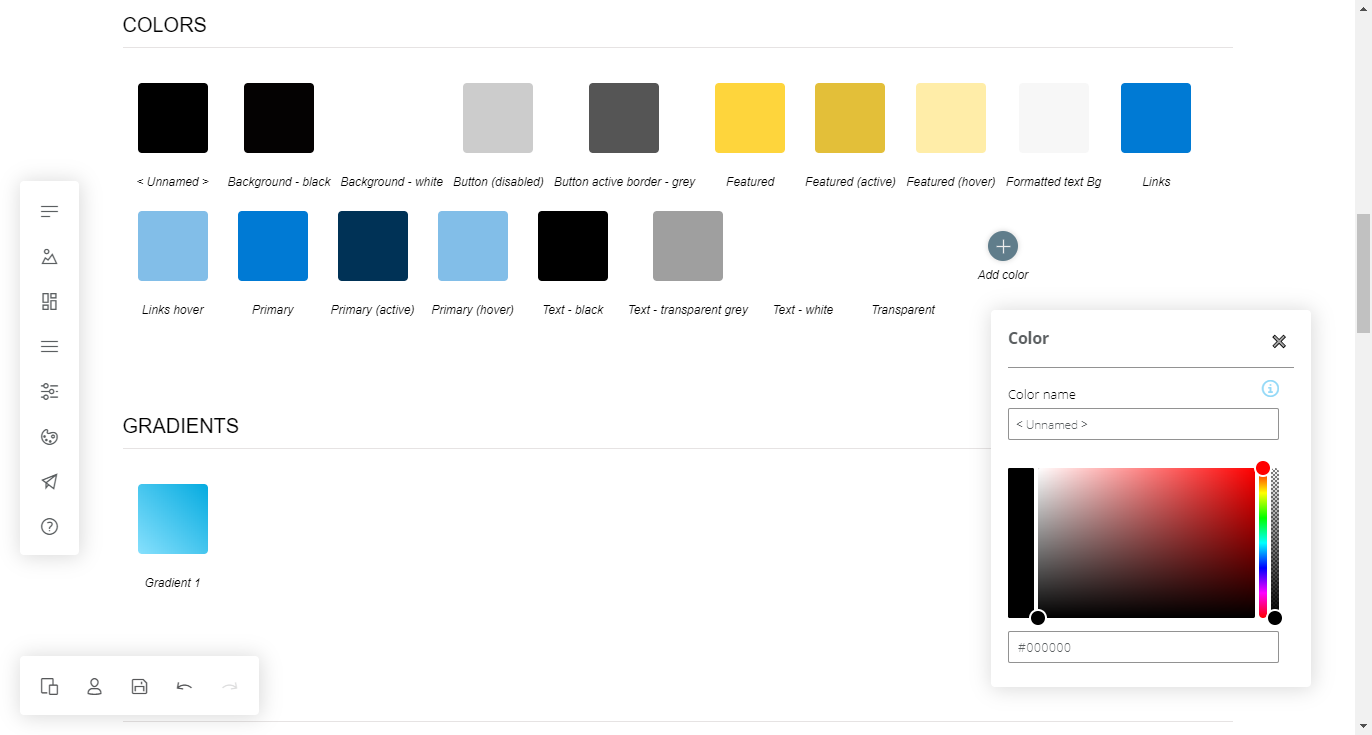 COLORS
< Unnamed > Background - black Background - white Button (disabled) Button active border - grey Featured Featured (active) Featured (hover) Formatted text Bg Links
Add color
Links hover Primary Primary (active) Primary (hover) Text - black Text - transparent grey Text - white Transparent
Color
Color name
< Unnamed >
#000000
GRADIENTS
Gradient 1